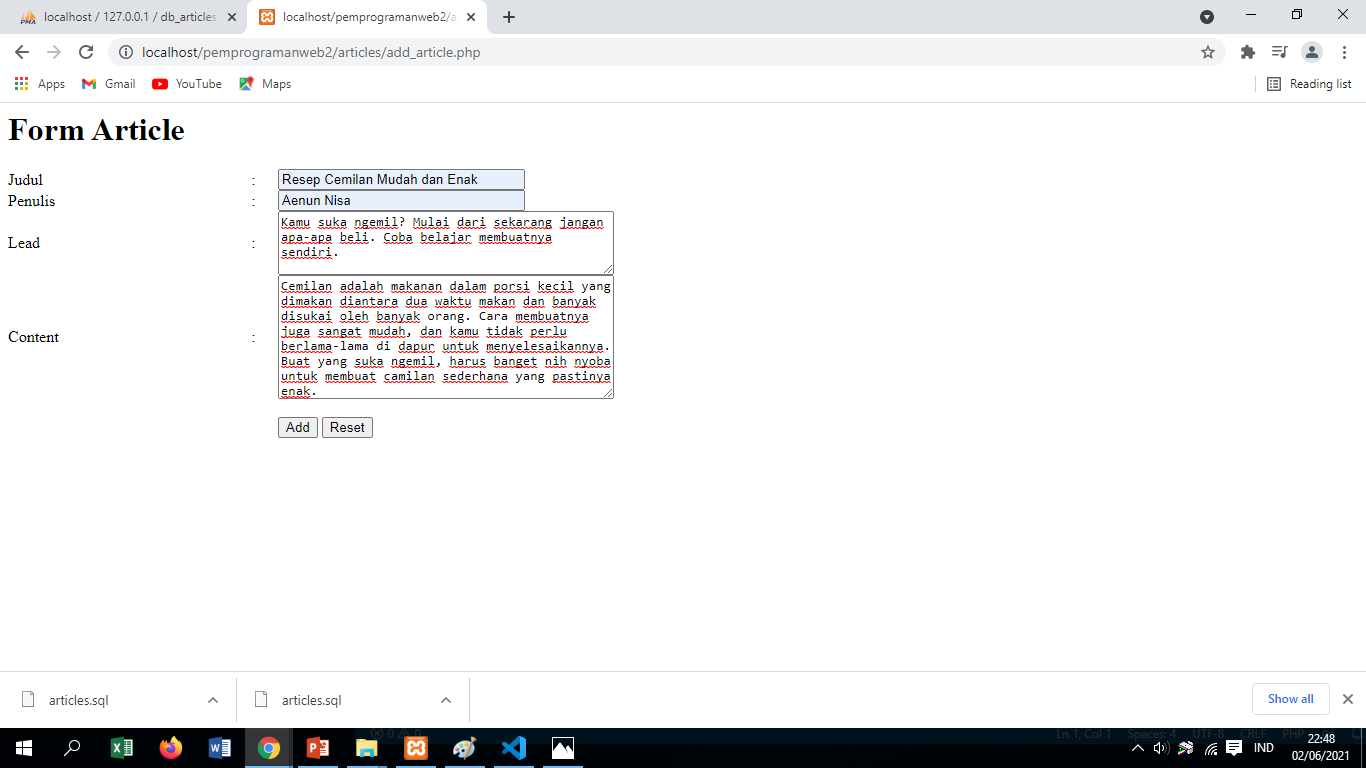 localhost / 127.0.0.1 / db_articles
localhost/pemprogramanweb2/a
localhost/pemprogramanweb2/articles/add_article.php
Apps Gmail YouTube Maps Reading list
Form Article
Judul : Resep Cemilan Mudah dan Enak
Penulis : Aenun Nisa
Lead :
Kamu suka ngemil? Mulai dari sekarang jangan
apa-apa beli. Coba belajar membuatnya
sendiri.
Content :
Cemilan adalah makanan dalam porsi kecil yang
dimakan diantara dua waktu makan dan banyak
disukai oleh banyak orang. Cara membuatnya
juga sangat mudah, dan kamu tidak perlu
berlama-lama di dapur untuk menyelesaikannya.
Buat yang suka ngemil, harus banget nih nyoba
untuk membuat camilan sederhana yang pastinya
enak.
Add Reset
articles.sql articles.sql Show all
Ln 1, Col 1 Spaces: 4 UTF-8 CRLF PHP
IND 22:48
02/06/2021